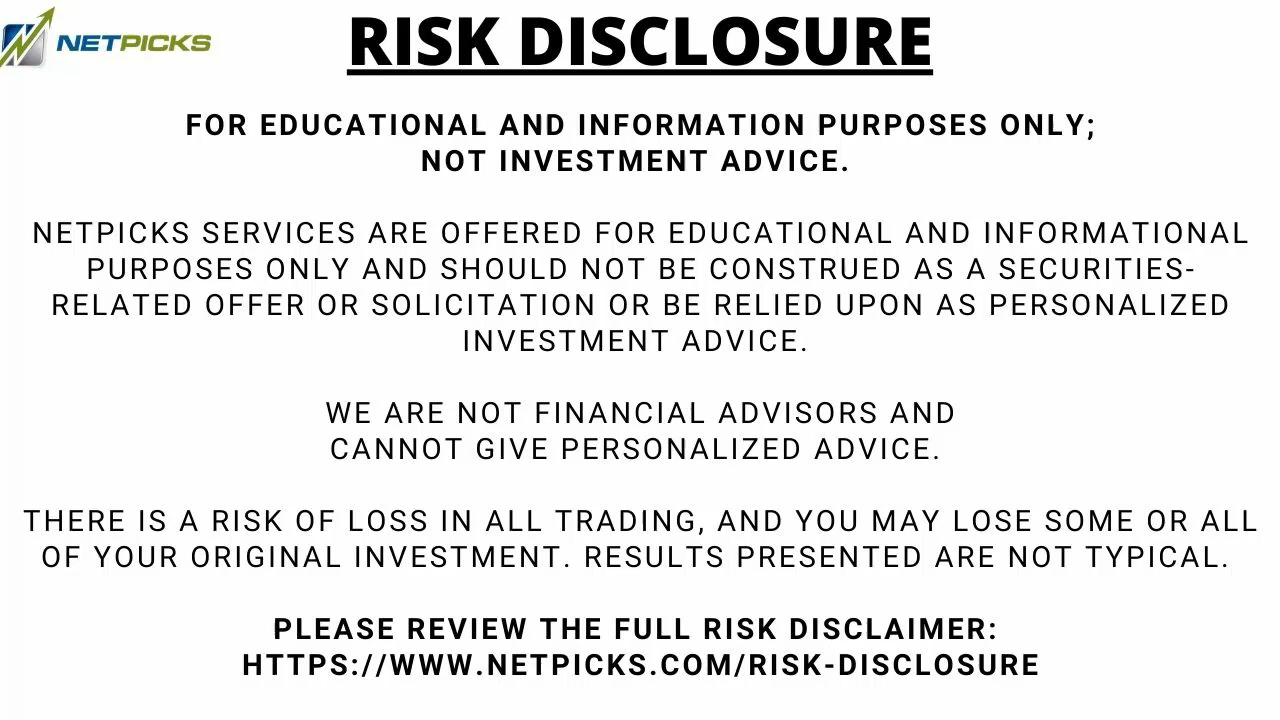 NETPICKS
RISK DISCLOSURE
FOR EDUCATIONAL AND INFORMATION PURPOSES ONLY;
NOT INVESTMENT ADVICE.
NETPICKS SERVICES ARE OFFERED FOR EDUCATIONAL AND INFORMATIONAL
PURPOSES ONLY AND SHOULD NOT BE CONSTRUED AS A SECURITIES-
RELATED OFFER OR SOLICITATION OR BE RELIED UPON AS PERSONALIZED
INVESTMENT ADVICE.
WE ARE NOT FINANCIAL ADVISORS AND
CANNOT GIVE PERSONALIZED ADVICE.
THERE IS A RISK OF LOSS IN ALL TRADING, AND YOU MAY LOSE SOME OR ALL
OF YOUR ORIGINAL INVESTMENT. RESULTS PRESENTED ARE NOT TYPICAL.
PLEASE REVIEW THE FULL RISK DISCLAIMER:
HTTPS://WWW.NETPICKS.COM/RISK-DISCLOSURE